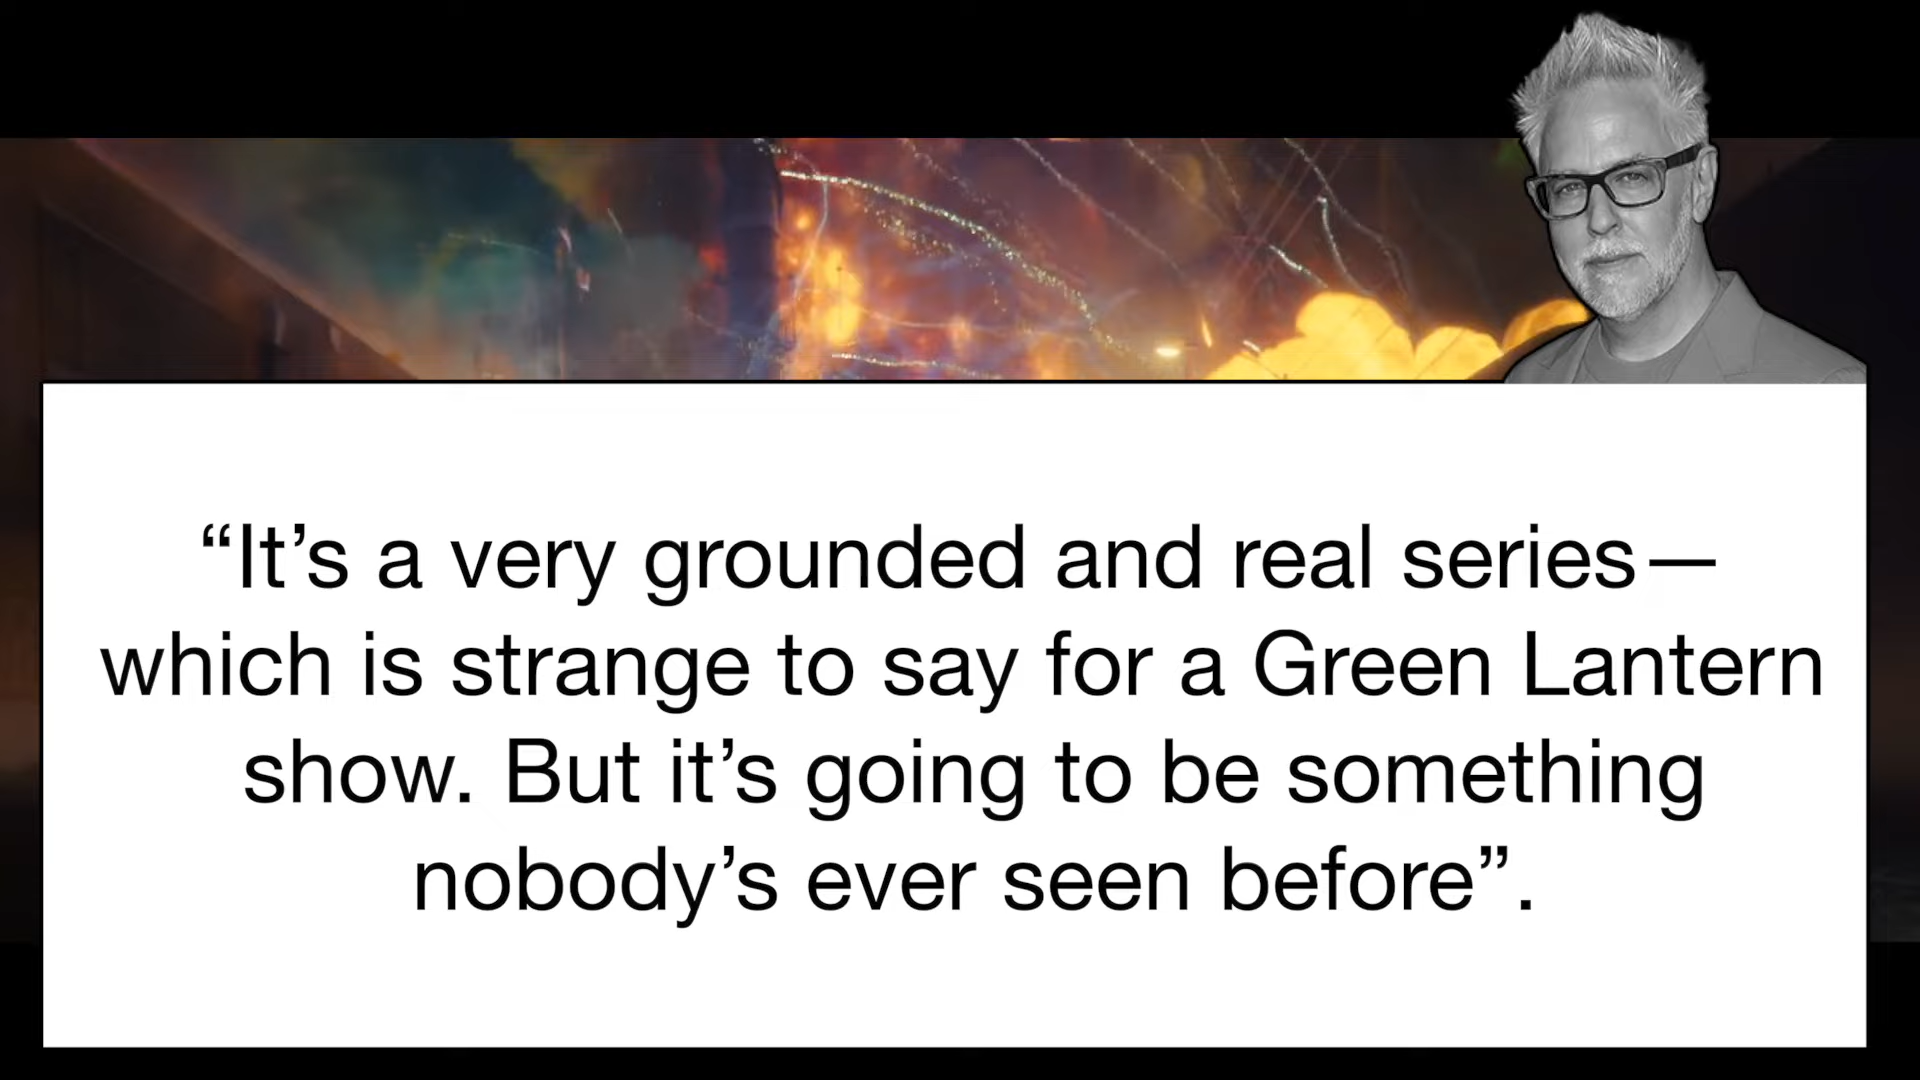 “It’s a very grounded and real series—
which is strange to say for a Green Lantern
show. But it’s going to be something
nobody’s ever seen before”.